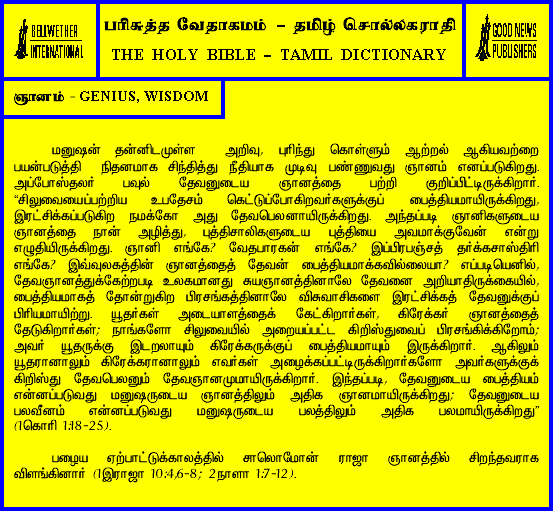 BELLWETHER
INTERNATIONAL
பரிசுத்த வேதாகமம் – தமிழ் சொல்லகராதி
THE HOLY BIBLE – TAMIL DICTIONARY
GOOD NEWS
PUBLISHERS
ஞானம் - GENIUS, WISDOM
மனுஷன் தன்னிடமுள்ள அறிவு, புரிந்து கொள்ளும் ஆற்றல் ஆகியவற்றை
பயன்படுத்தி நிதனமாக சிந்தித்து நீதியாக முடிவு பண்ணுவது ஞானம் எனப்படுகிறது.
அப்போஸ்தலர் பவுல் தேவனுடைய ஞானத்தை பற்றி குறிப்பிட்டிருக்கிறார்.
“சிலுவையைப்பற்றிய உபதேசம் கெட்டுப்போகிறவர்களுக்குப் பைத்தியமாயிருக்கிறது,
இரட்சிக்கப்படுகிற நமக்கோ அது தேவபெலனாயிருக்கிறது. அந்தப்படி ஞானிகளுடைய
ஞானத்தை நான் அழித்து, புத்திசாலிகளுடைய புத்தியை அவமாக்குவேன் என்று
எழுதியிருக்கிறது. ஞானி எங்கே? வேதபாரகன் எங்கே? இப்பிரபஞ்சத் தர்க்கசாஸ்திரி
எங்கே? இவ்வுலகத்தின் ஞானத்தைத் தேவன் பைத்தியமாக்கவில்லையா? எப்படியெனில்,
தேவஞானத்துக்கேற்றபடி உலகமானது சுயஞானத்தினாலே தேவனை அறியாதிருக்கையில்,
பைத்தியமாகத் தோன்றுகிற பிரசங்கத்தினாலே விசுவாசிகளை இரட்சிக்கத் தேவனுக்குப்
பிரியமாயிற்று. யூதர்கள் அடையாளத்தைக் கேட்கிறார்கள், கிரேக்கர் ஞானத்தைத்
தேடுகிறார்கள்; நாங்களோ சிலுவையில் அறையப்பட்ட கிறிஸ்துவைப் பிரசங்கிக்கிறோம்;
அவர் யூதருக்கு இடறலாயும் கிரேக்கருக்குப் பைத்தியமாயும் இருக்கிறார். ஆகிலும்
யூதரானாலும் கிரேக்கரானாலும் எவர்கள் அழைக்கப்பட்டிருக்கிறார்களோ அவர்களுக்குக்
கிறிஸ்து தேவபெலனும் தேவஞானமுமாயிருக்கிறார். இந்தப்படி, தேவனுடைய பைத்தியம்
என்னப்படுவது மனுஷருடைய ஞானத்திலும் அதிக ஞானமாயிருக்கிறது; தேவனுடைய
பலவீனம் என்னப்படுவது மனுஷருடைய பலத்திலும் அதிக பலமாயிருக்கிறது”
(1கொரி 1:18-25).
பழைய ஏற்பாட்டுக்காலத்தில் சாலொமோன் ராஜா ஞானத்தில் சிறந்தவராக
விளங்கினார் (1இராஜா 10:4,6-8; 2நாளா 1:7-12).